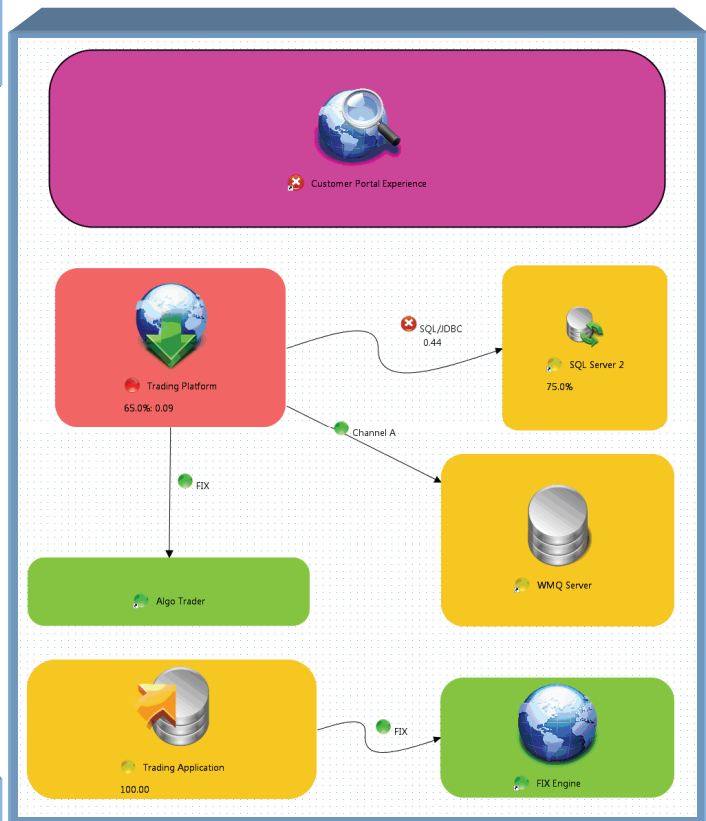 Customer Portal Experience
SQL/JDBC
0.44
Trading Platform
65.0%: 0.09
SQL Server 2
75.0%
Channel A
FIX
WMQ Server
Algo Trader
FIX
Trading Application
100.00
FIX Engine